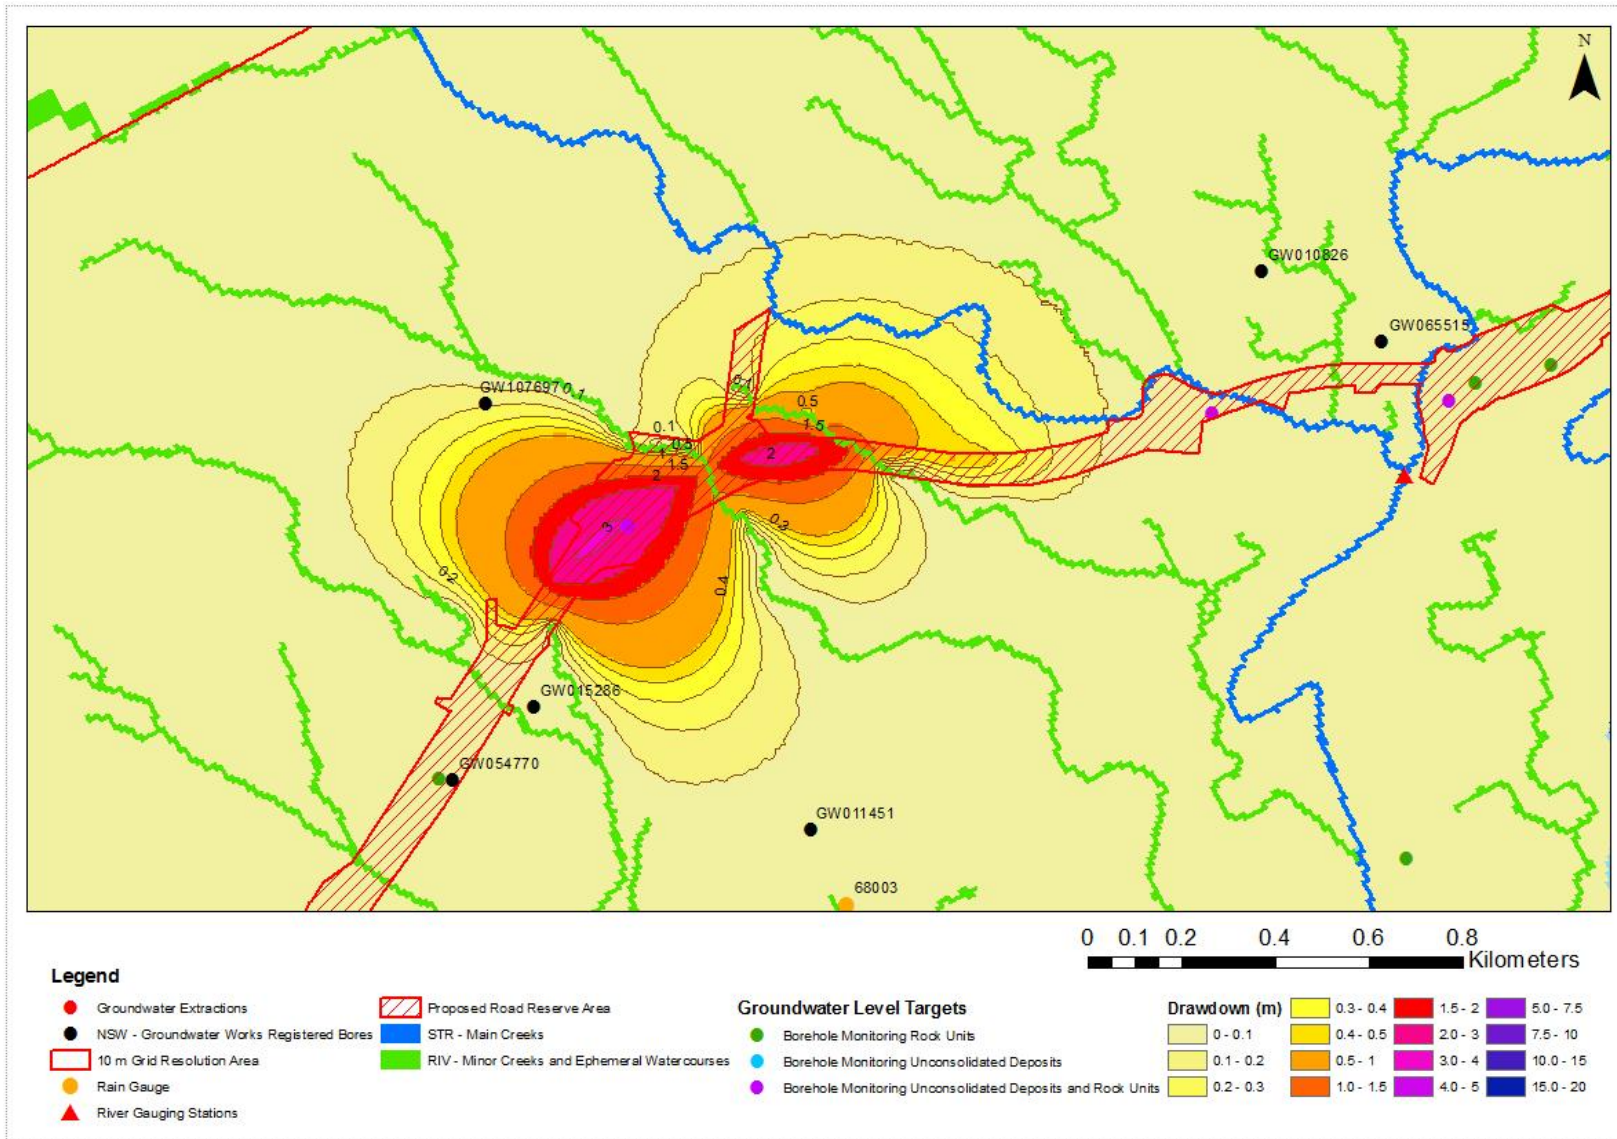 N
GW010826
GW065515
GW107697
0.1
0.1
0.5
0.1
1.5
0.5
1
1.5
2
2
3
0.3
0.2
0.4
GW015286
GW054770
GW011451
68003
0 0.1 0.2 0.4 0.6 0.8
Kilometers
Legend
Groundwater Extractions
NSW - Groundwater Works Registered Bores
10 m Grid Resolution Area
Rain Gauge
River Gauging Stations
Proposed Road Reserve Area
STR - Main Creeks
RIV - Minor Creeks and Ephemeral Watercourses
Groundwater Level Targets
Borehole Monitoring Rock Units
Borehole Monitoring Unconsolidated Deposits
Borehole Monitoring Unconsolidated Deposits and Rock Units
Drawdown (m)
0 - 0.1
0.1 - 0.2
0.2 - 0.3
0.3 - 0.4
0.4 - 0.5
0.5 - 1
1.0 - 1.5
1.5 - 2
2.0 - 3
3.0 - 4
4.0 - 5
5.0 - 7.5
7.5 - 10
10.0 - 15
15.0 - 20